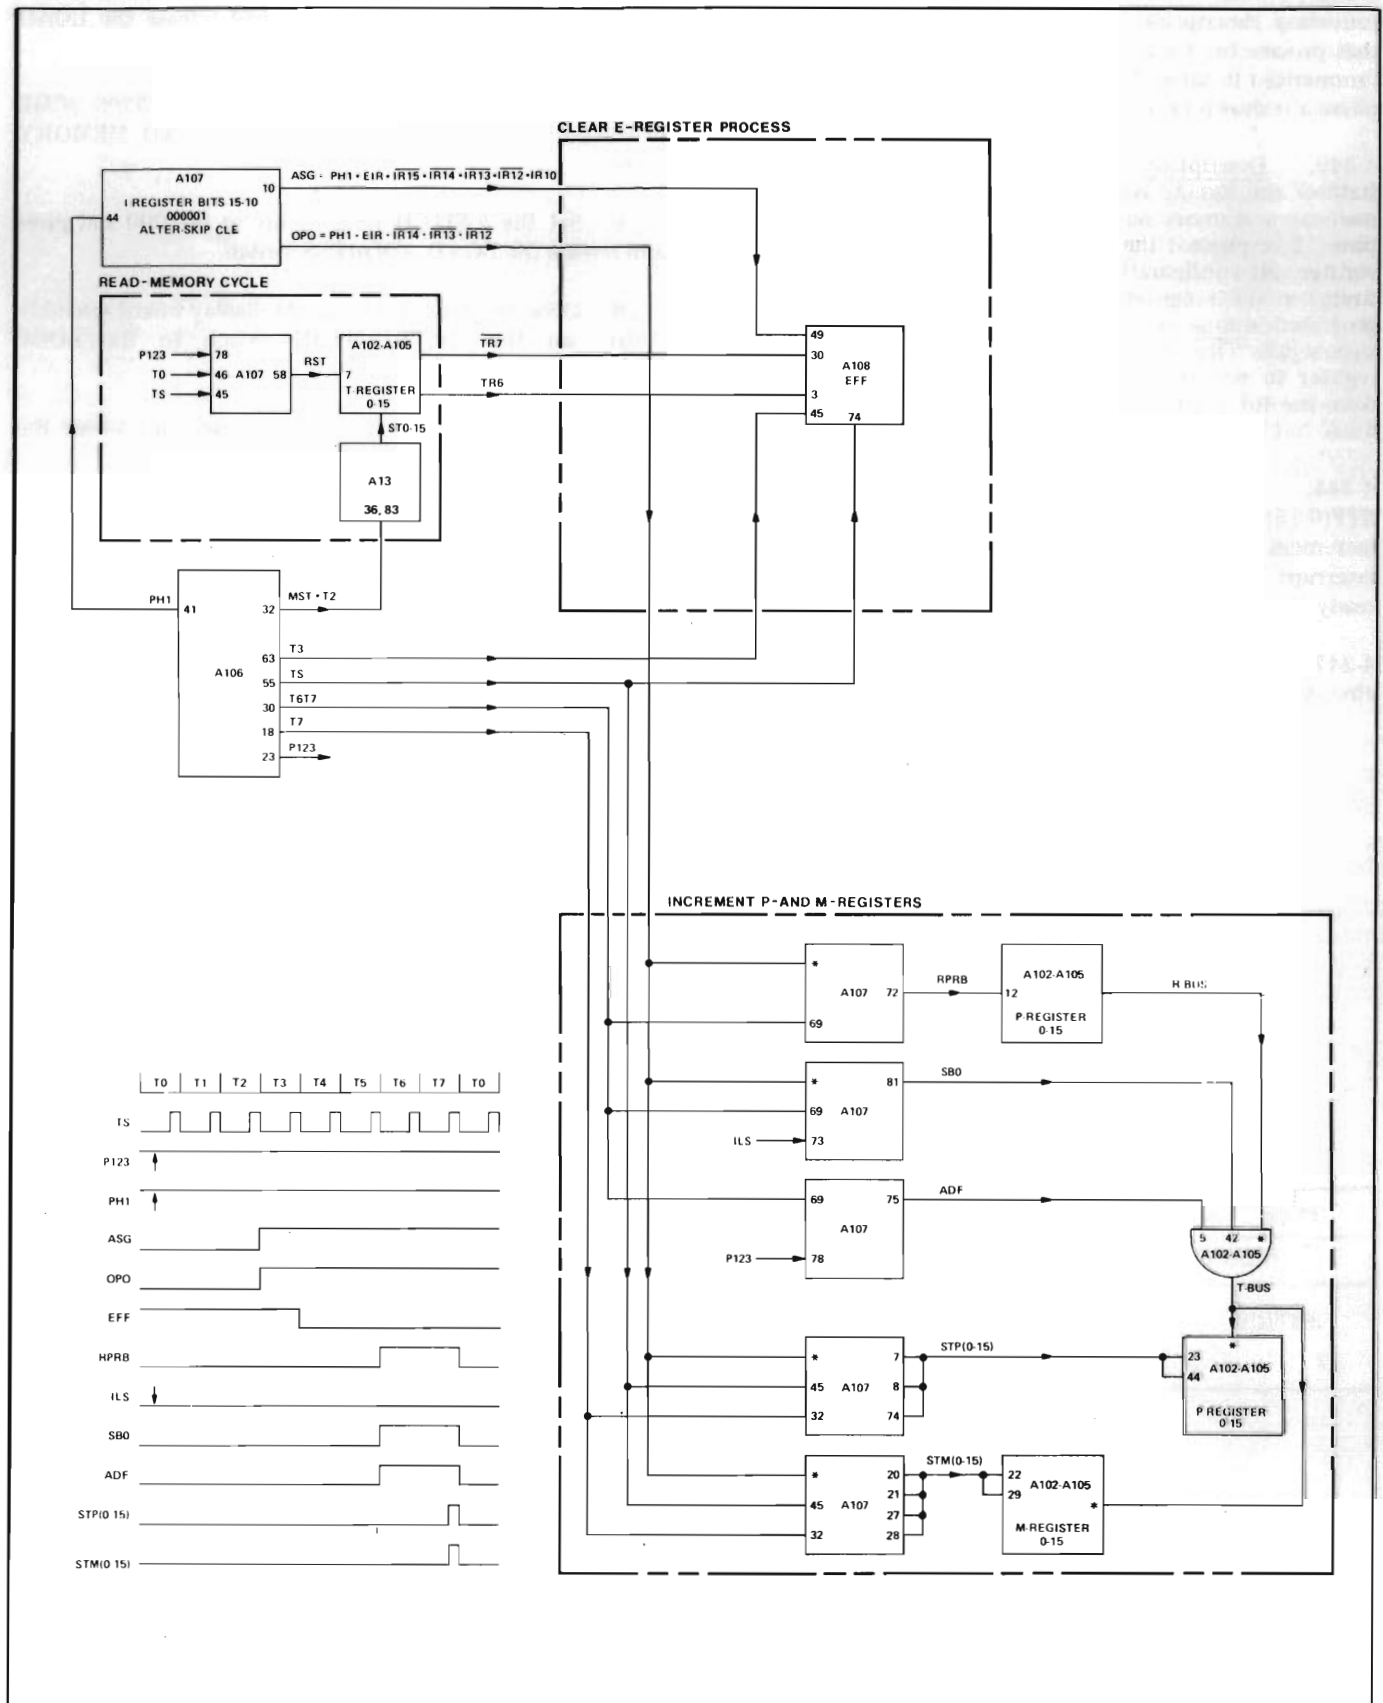 CLEAR E-REGISTER PROCESS
A107
10
I REGISTER BITS 15-10
000001
ALTER-SKIP CLE
44
ASG = PH1 • EIR • IR15 • IR14 • IR13 • IR12 • IR10
OPO = PH1 • EIR • IR14 • IR13 • IR12
READ-MEMORY CYCLE
P123
T0
TS
78
46
45
A107
58
RST
A102-A105
7
T-REGISTER
0-15
ST0-15
A13
36, 83
TR7
TR6
49
30
3
45
74
A108
EFF
PH1
41
32
MST • T2
A106
63
T3
55
TS
30
T6T7
18
T7
23
P123
INCREMENT P-AND M-REGISTERS
*
A107
72
69
RPRB
A102-A105
12
P-REGISTER
0-15
R BUS
*
81
69
A107
73
ILS
SB0
69
75
A107
78
P123
ADF
5
42
*
A102-A105
T-BUS
*
7
45
A107
8
32
74
STP(0-15)
*
23
44
A102-A105
P REGISTER
0-15
*
20
21
45
A107
27
32
28
STM(0-15)
22
29
A102-A105
*
M-REGISTER
0-15
T0 T1 T2 T3 T4 T5 T6 T7 T0
TS
P123
PH1
ASG
OPO
EFF
RPRB
ILS
SB0
ADF
STP(0 15)
STM(0 15)